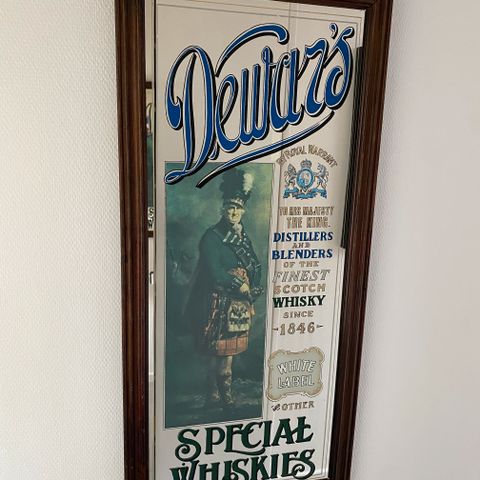 Dewar's
BY ROYAL WARRANT
TO HIS MAJESTY
THE KING.
DISTILLERS
AND
BLENDERS
OF THE
FINEST
SCOTCH
WHISKY
SINCE
-1846-
WHITE
LABEL
AND OTHER
SPECIAL
WHISKIES